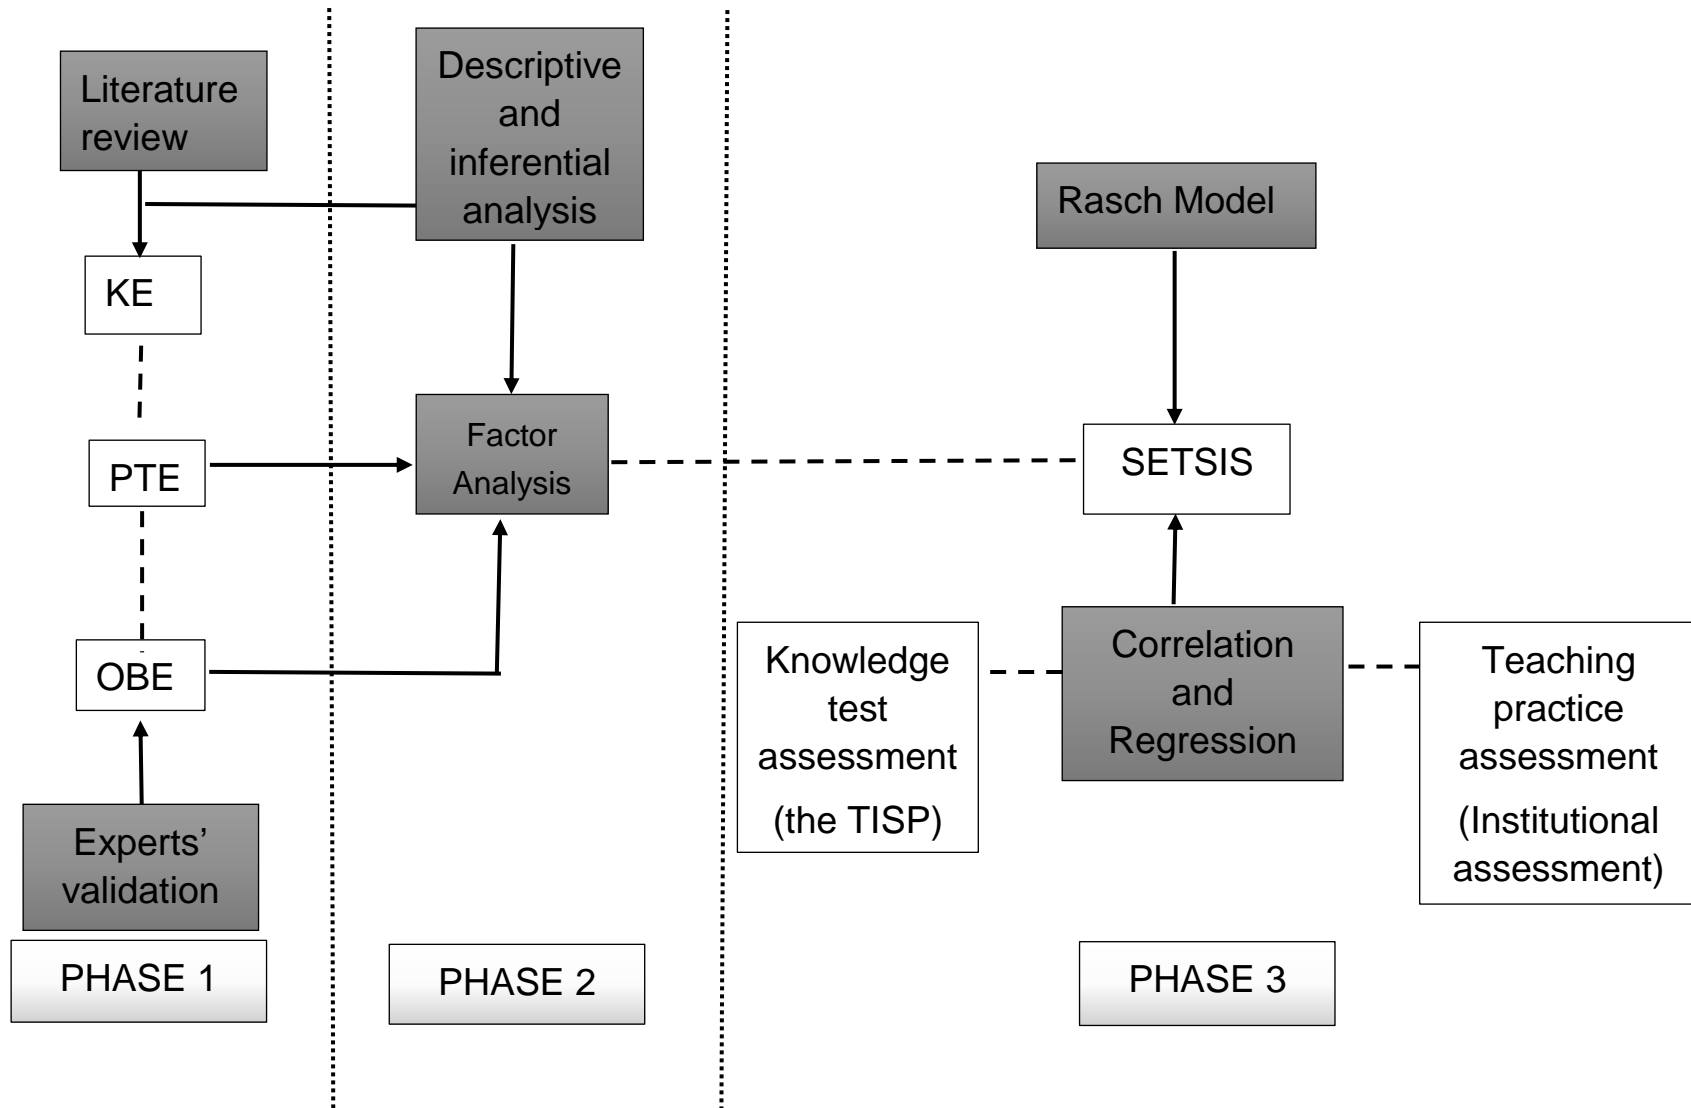 Literature
review
KE
PTE
OBE
Experts’
validation
PHASE 1
Descriptive
and
inferential
analysis
Factor
Analysis
PHASE 2
Rasch Model
SETSIS
Knowledge
test
assessment
(the TISP)
Correlation
and
Regression
Teaching
practice
assessment
(Institutional
assessment)
PHASE 3